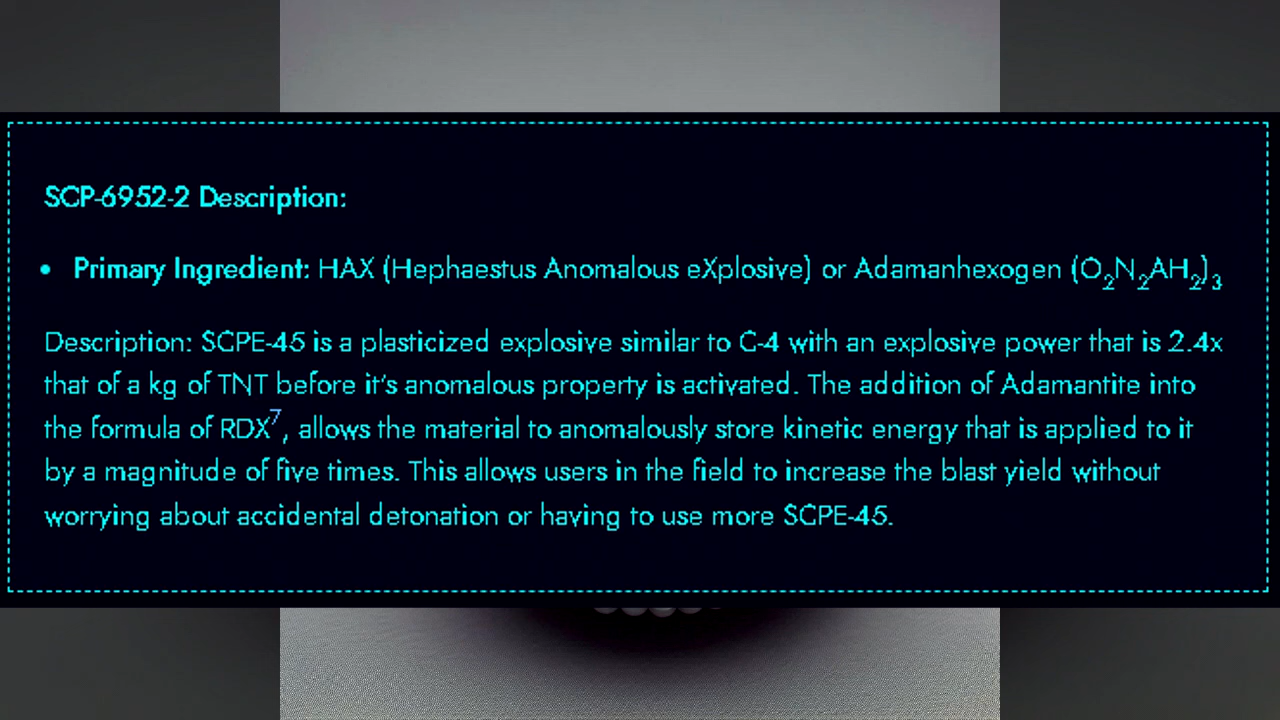 SCP-6952-2 Description:
• Primary Ingredient: HAX (Hephaestus Anomalous eXplosive) or Adamanhexogen (O₂N₂AH₂)₃
Description: SCPE-45 is a plasticized explosive similar to C-4 with an explosive power that is 2.4x
that of a kg of TNT before it's anomalous property is activated. The addition of Adamantite into
the formula of RDX⁷, allows the material to anomalously store kinetic energy that is applied to it
by a magnitude of five times. This allows users in the field to increase the blast yield without
worrying about accidental detonation or having to use more SCPE-45.